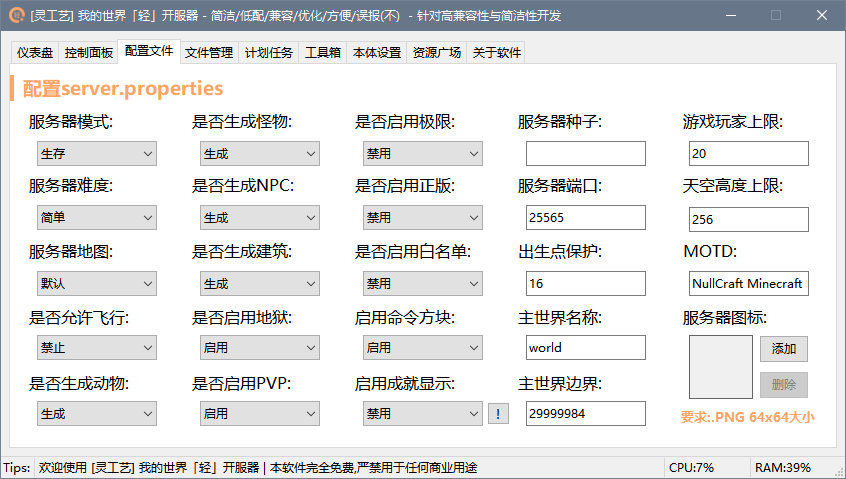 [灵工艺] 我的世界「轻」开服器 - 简洁/低配/兼容/优化/方便/误报(不) - 针对高兼容性与简洁性开发
仪表盘 控制面板 配置文件 文件管理 计划任务 工具箱 本体设置 资源广场 关于软件
配置server.properties
服务器模式: 是否生成怪物: 是否启用极限: 服务器种子: 游戏玩家上限:
生存 生成 禁用 20
服务器难度: 是否生成NPC: 是否启用正版: 服务器端口: 天空高度上限:
简单 生成 禁用 25565 256
服务器地图: 是否生成建筑: 是否启用白名单: 出生点保护: MOTD:
默认 生成 禁用 16 NullCraft Minecraft
是否允许飞行: 是否启用地狱: 启用命令方块: 主世界名称: 服务器图标:
禁止 启用 启用 world 添加
是否生成动物: 是否启用PVP: 启用成就显示: 主世界边界: 删除
生成 启用 禁用 ! 29999984
要求:.PNG 64x64大小
Tips: 欢迎使用 [灵工艺] 我的世界「轻」开服器 | 本软件完全免费,严禁用于任何商业用途 CPU:7% RAM:39%